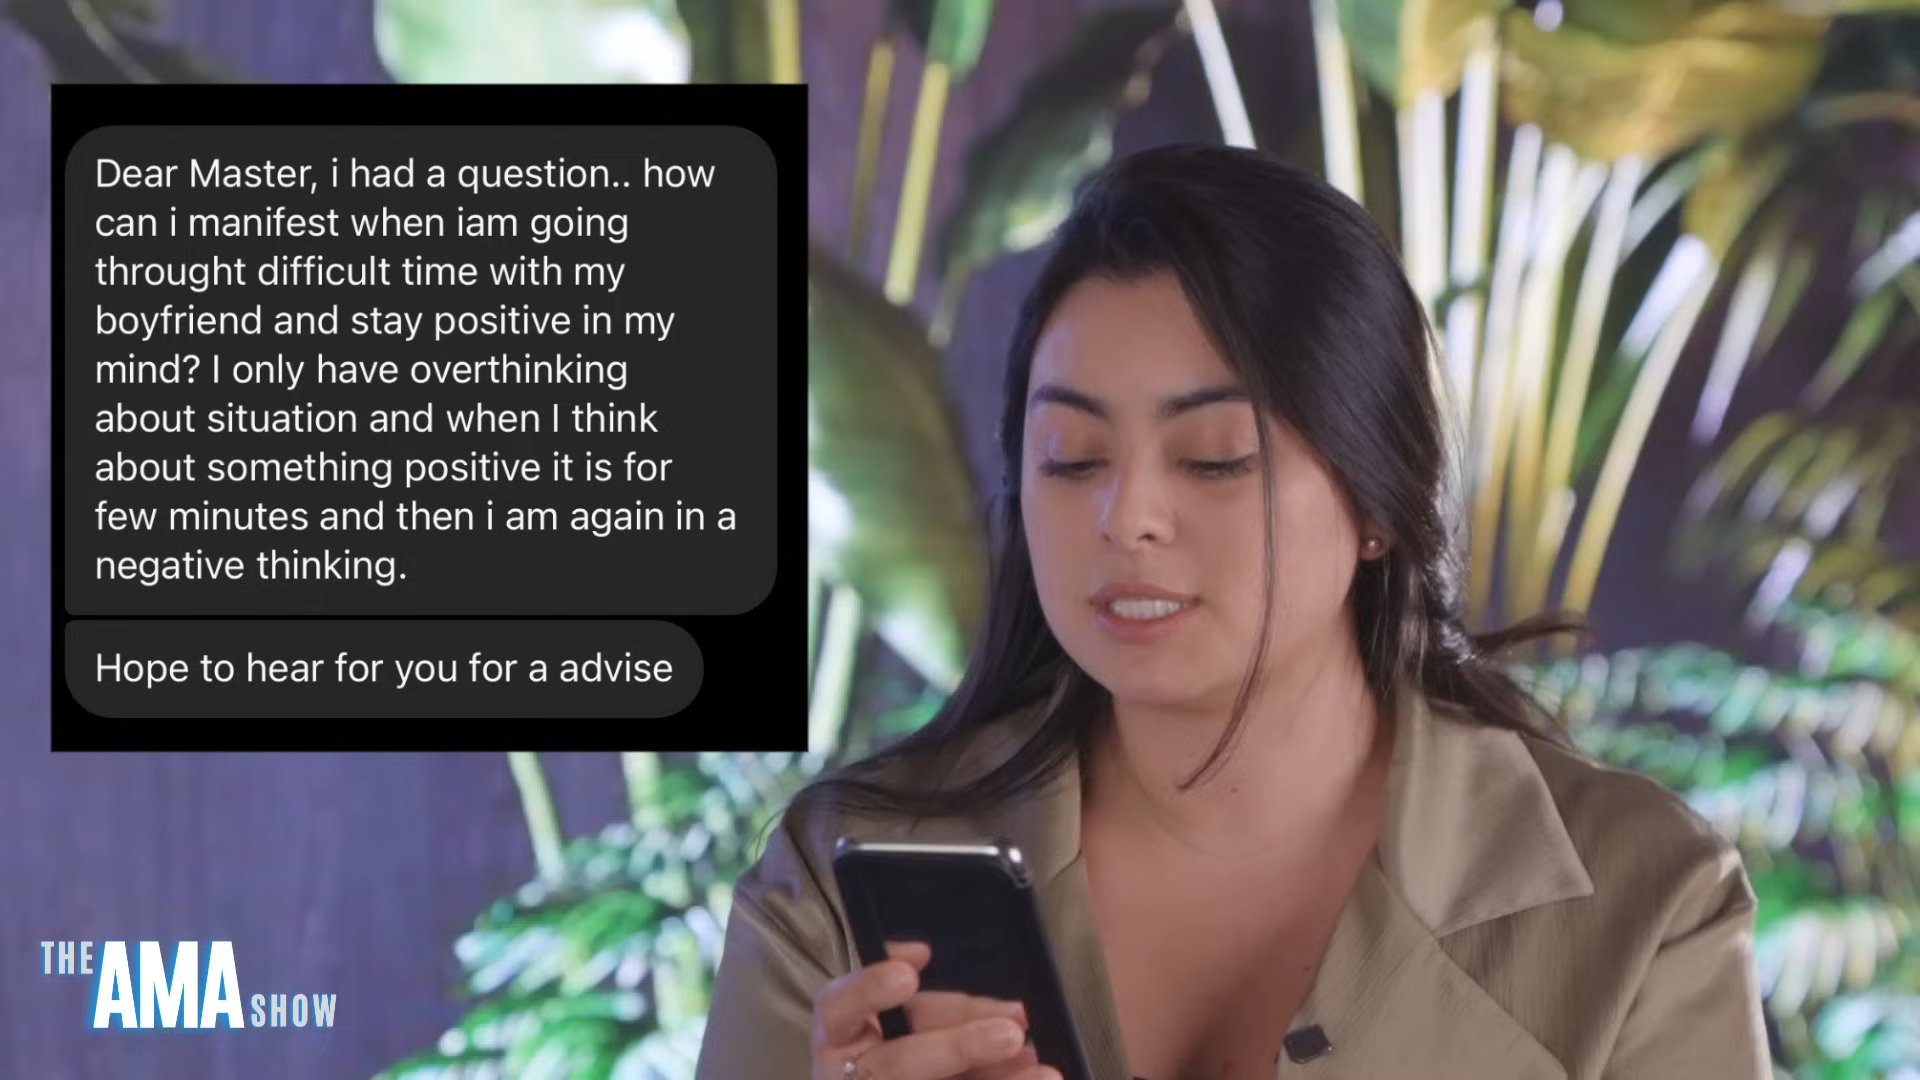 Dear Master, i had a question.. how
can i manifest when iam going
throught difficult time with my
boyfriend and stay positive in my
mind? I only have overthinking
about situation and when I think
about something positive it is for
few minutes and then i am again in a
negative thinking.
Hope to hear for you for a advise
THE AMA SHOW